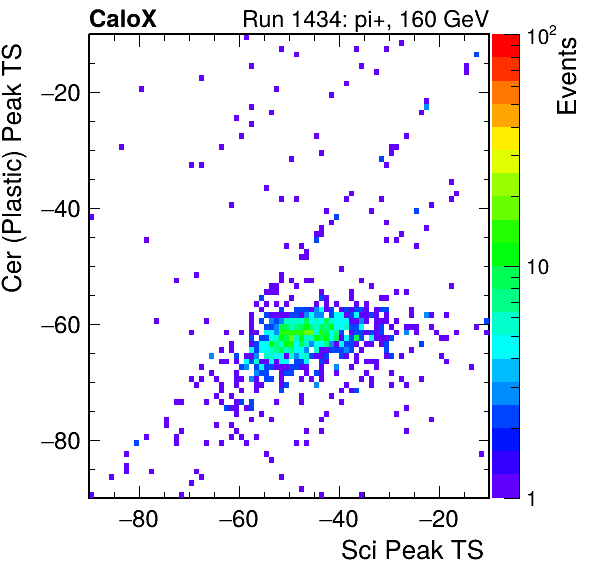 CaloX Run 1434: pi+, 160 GeV
Cer (Plastic) Peak TS
−20
−40
−60
−80
−80 −60 −40 −20
Sci Peak TS
10²
10
1
Events